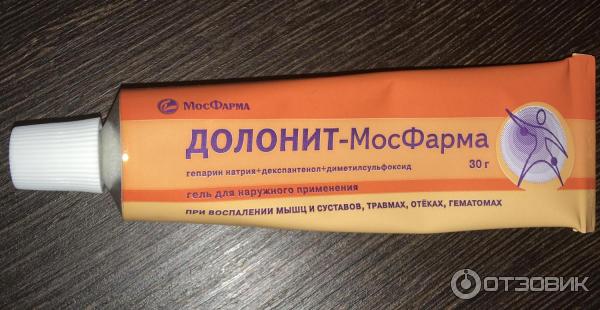 МосФарма
ДОЛОНИТ-МосФарма
гепарин натрия+декспантенол+диметилсульфоксид 30 г
гель для наружного применения
ПРИ ВОСПАЛЕНИИ МЫШЦ И СУСТАВОВ, ТРАВМАХ, ОТЁКАХ, ГЕМАТОМАХ
ОТЗОВИК